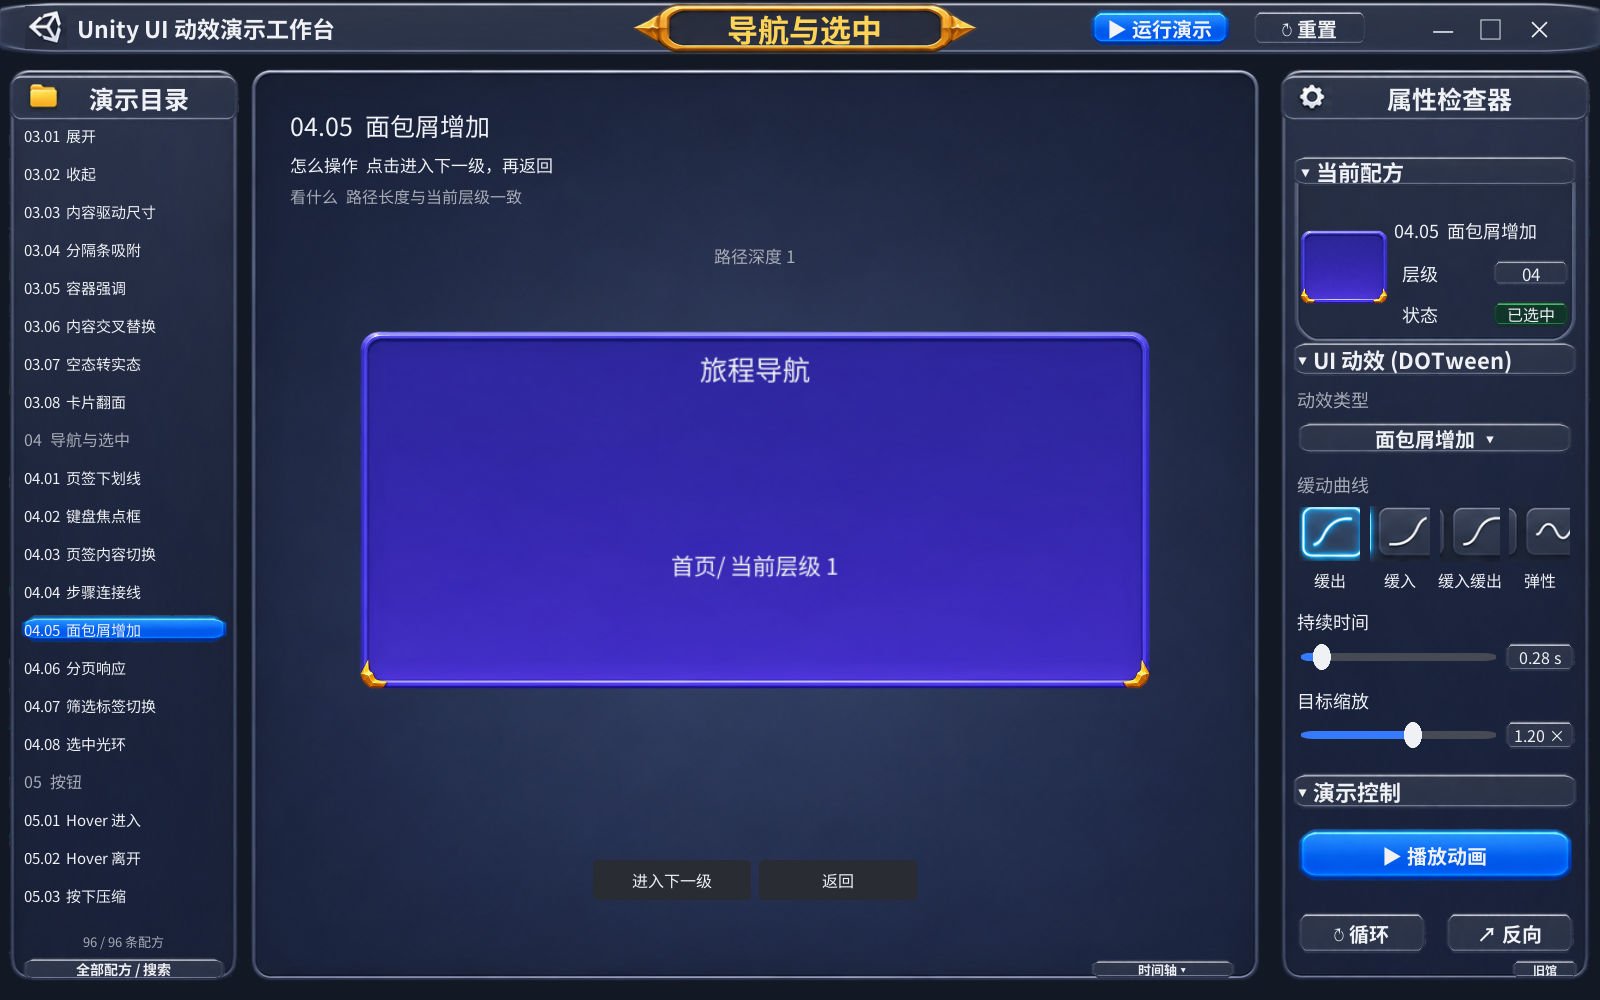 Unity UI 动效演示工作台
导航与选中
▶ 运行演示
重置
演示目录
03.01 展开
03.02 收起
03.03 内容驱动尺寸
03.04 分隔条吸附
03.05 容器强调
03.06 内容交叉替换
03.07 空态转实态
03.08 卡片翻面
04 导航与选中
04.01 页签下划线
04.02 键盘焦点框
04.03 页签内容切换
04.04 步骤连接线
04.05 面包屑增加
04.06 分页响应
04.07 筛选标签切换
04.08 选中光环
05 按钮
05.01 Hover 进入
05.02 Hover 离开
05.03 按下压缩
96 / 96 条配方
全部配方 / 搜索
04.05 面包屑增加
怎么操作 点击进入下一级，再返回
看什么 路径长度与当前层级一致
路径深度 1
旅程导航
首页/ 当前层级 1
进入下一级
返回
时间轴 ▾
属性检查器
▾ 当前配方
04.05 面包屑增加
层级 04
状态 已选中
▾ UI 动效 (DOTween)
动效类型
面包屑增加 ▾
缓动曲线
缓出 缓入 缓入缓出 弹性
持续时间
0.28 s
目标缩放
1.20 ×
▾ 演示控制
▶ 播放动画
循环
↗ 反向
旧馆